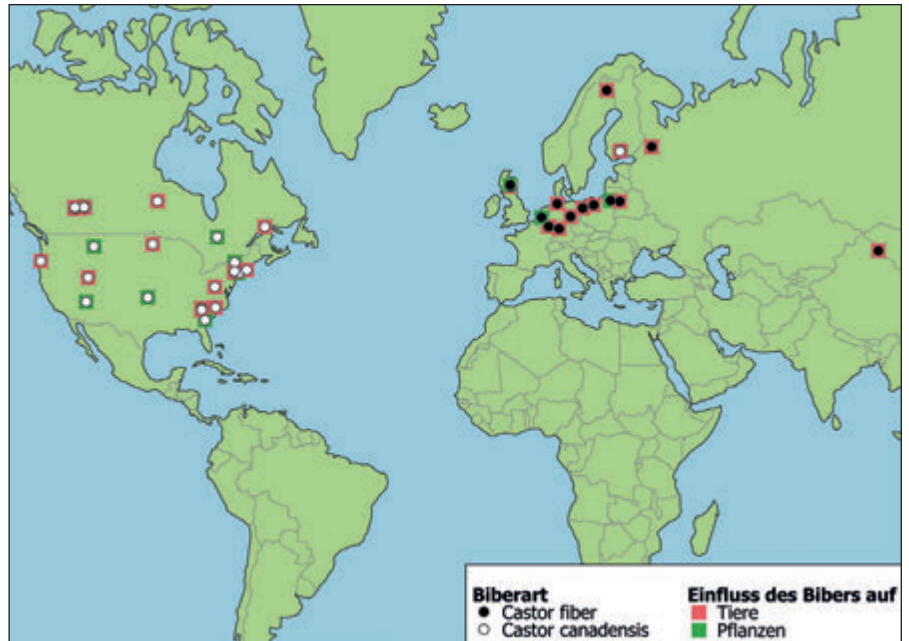 Biberart
Castor fiber
Castor canadensis
Einfluss des Bibers auf
Tiere
Pflanzen